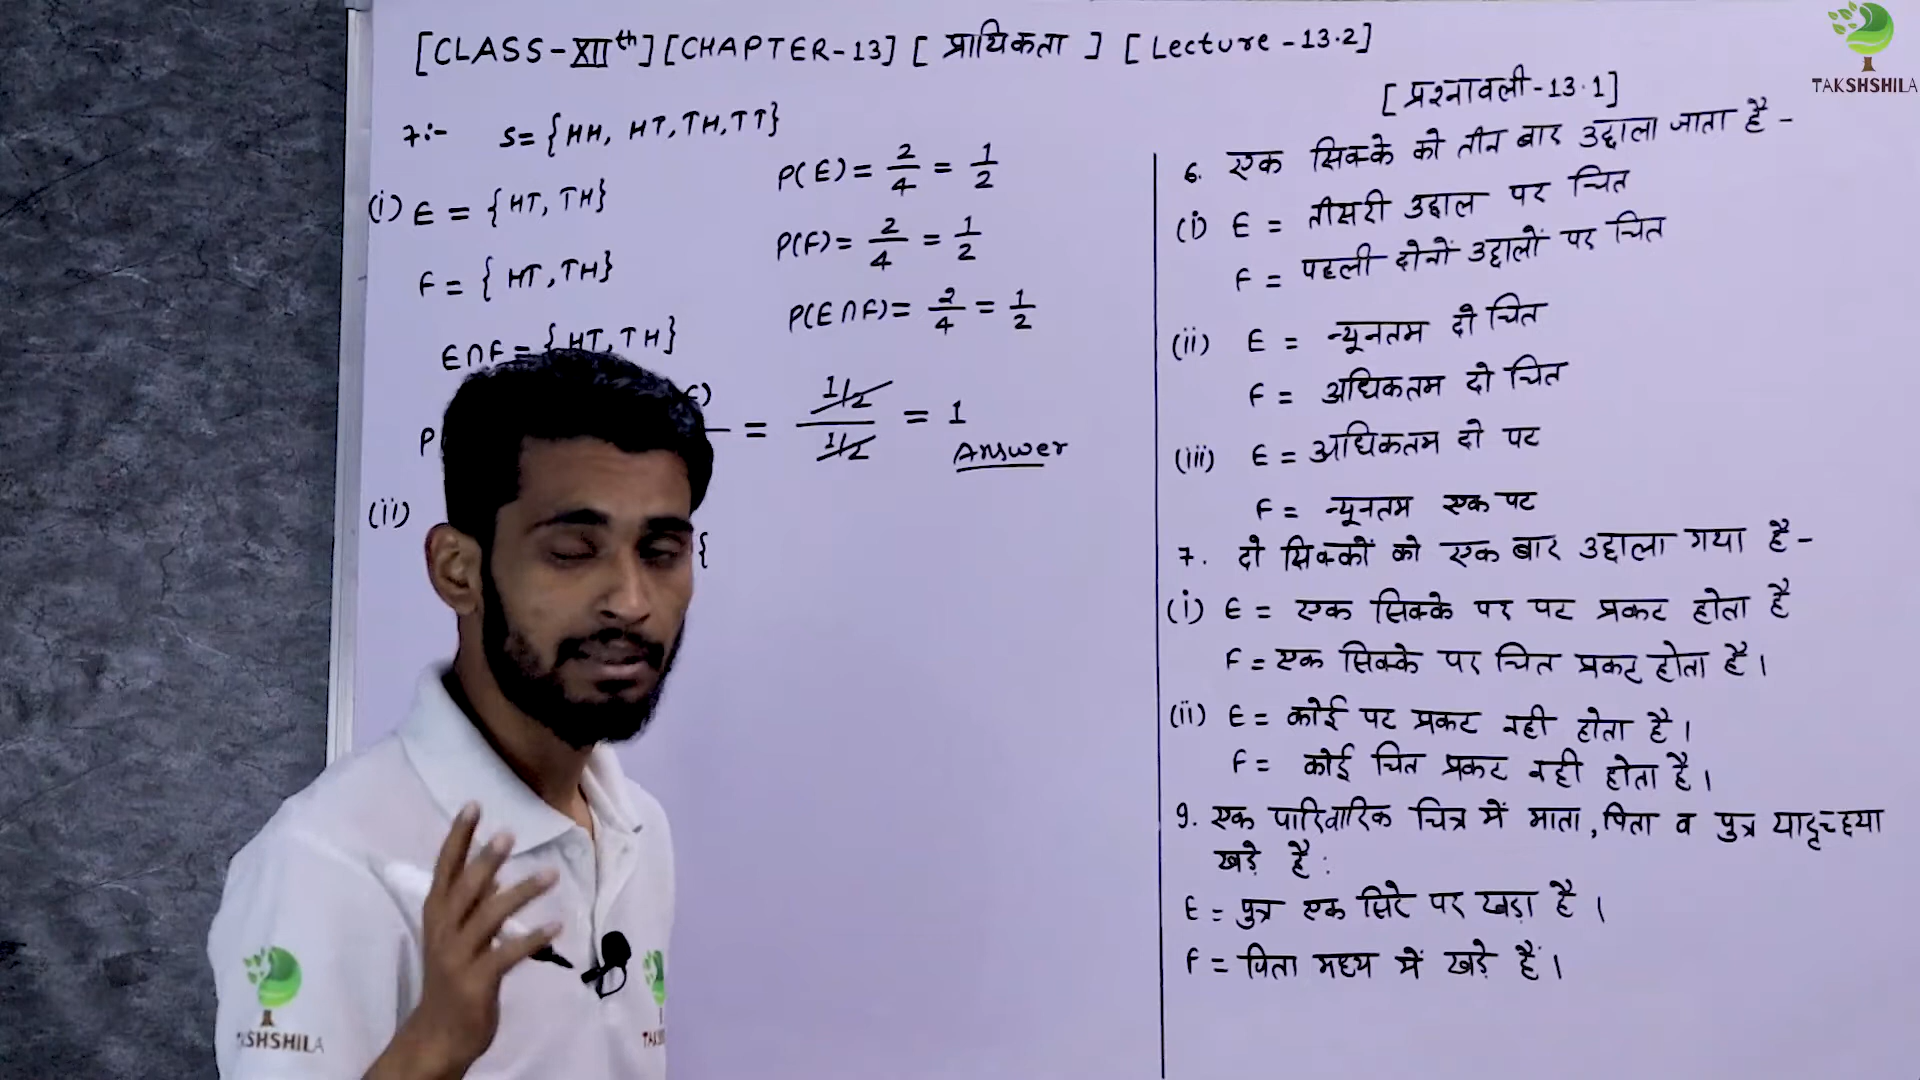 [CLASS-XIIth] [CHAPTER-13] [ प्रायिकता ] [ Lecture -13.2]
TAKSHSHILA
[ प्रश्नावली-13.1]
7:- S= {HH, HT, TH, TT}
(i) E = {HT, TH}
P(E) = 2/4 = 1/2
F = { HT, TH}
P(F) = 2/4 = 1/2
E∩F = {HT, TH}
P(E∩F) = 2/4 = 1/2
P = 1/2 / 1/2 = 1
Answer
(ii) {
6. एक सिक्के को तीन बार उछाला जाता है -
(i) E = तीसरी उछाल पर चित
F = पहली दोनों उछालों पर चित
(ii) E = न्यूनतम दो चित
F = अधिकतम दो चित
(iii) E = अधिकतम दो पट
F = न्यूनतम एक पट
7. दो सिक्कों को एक बार उछाला गया है -
(i) E = एक सिक्के पर पट प्रकट होता है
F = एक सिक्के पर चित प्रकट होता है।
(ii) E = कोई पट प्रकट नही होता है।
F = कोई चित प्रकट नही होता है।
9. एक पारिवारिक चित्र में माता, पिता व पुत्र यादृच्छया
खड़े है:
E = पुत्र एक सिरे पर खड़ा है।
F = पिता मध्य में खड़े हैं।
KSHSHILA
TAK